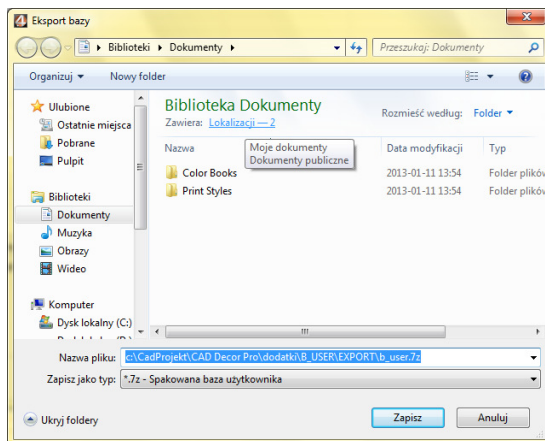 Eksport bazy
Biblioteki Dokumenty
Przeszukaj: Dokumenty
Organizuj Nowy folder
Ulubione
Ostatnie miejsca
Pobrane
Pulpit
Biblioteki
Dokumenty
Muzyka
Obrazy
Wideo
Komputer
Dysk lokalny (C:)
Biblioteka Dokumenty
Zawiera: Lokalizacji — 2
Rozmieść według: Folder
Nazwa Data modyfikacji Typ
Moje dokumenty
Dokumenty publiczne
Color Books 2013-01-11 13:54 Folder plików
Print Styles 2013-01-11 13:54 Folder plików
Nazwa pliku: c:\CadProjekt\CAD Decor Pro\dodatki\B_USER\EXPORT\b_user.7z
Zapisz jako typ: *.7z - Spakowana baza użytkownika
Ukryj foldery
Zapisz Anuluj